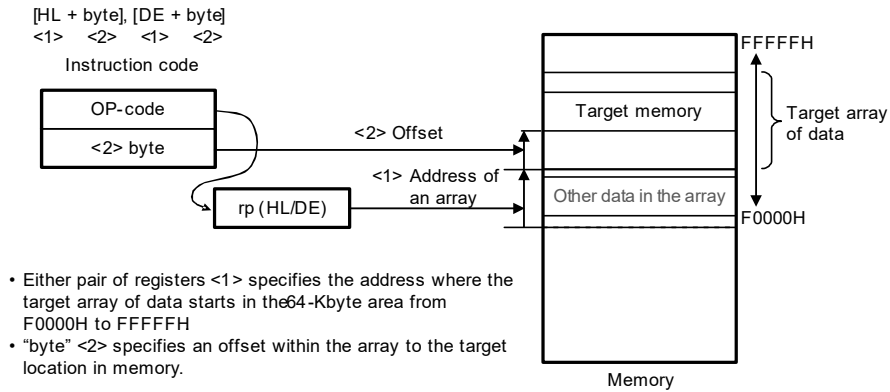 [HL + byte], [DE + byte]
<1> <2> <1> <2>
Instruction code
OP-code
<2> byte
<2> Offset
<1> Address of
an array
rp (HL/DE)
FFFFFH
Target memory
Target array
of data
Other data in the array
F0000H
Memory
• Either pair of registers <1> specifies the address where the
target array of data starts in the64-Kbyte area from
F0000H to FFFFFH
• “byte” <2> specifies an offset within the array to the target
location in memory.